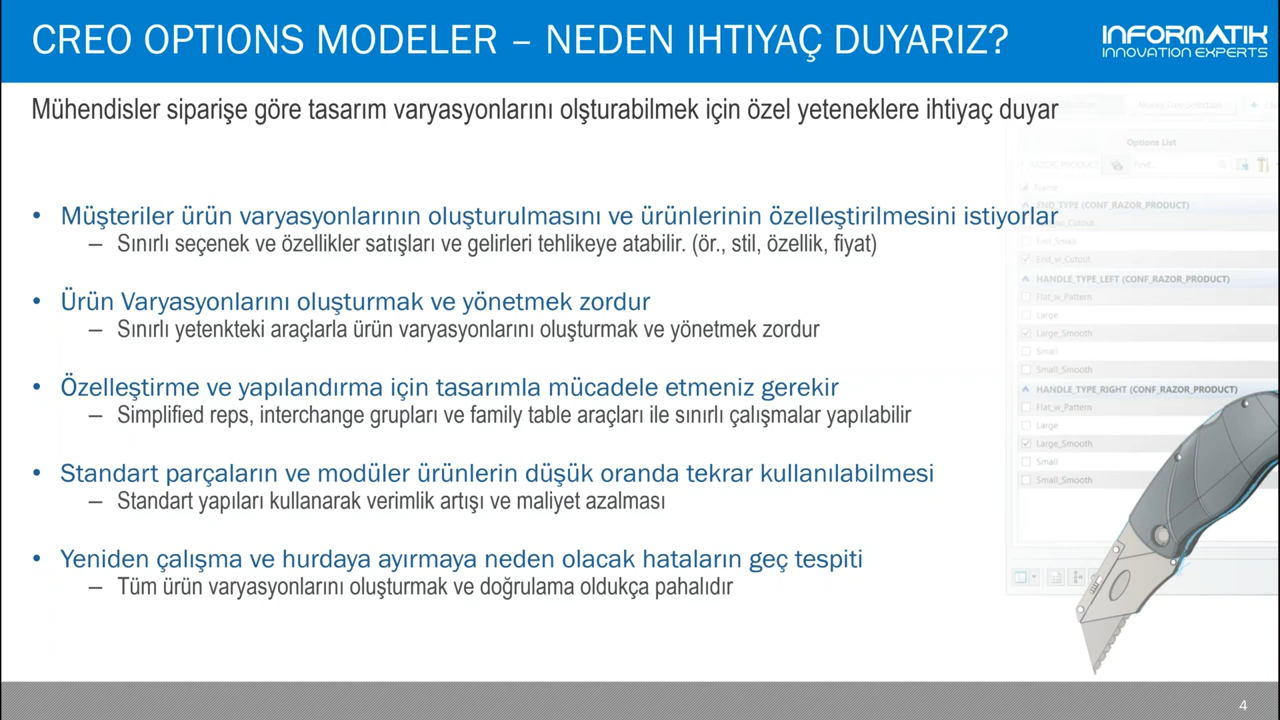 CREO OPTIONS MODELER – NEDEN IHTIYAÇ DUYARIZ?
INFORMATIK
INNOVATION EXPERTS
Mühendisler siparişe göre tasarım varyasyonlarını olşturabilmek için özel yeteneklere ihtiyaç duyar
• Müşteriler ürün varyasyonlarının oluşturulmasını ve ürünlerinin özelleştirilmesini istiyorlar
– Sınırlı seçenek ve özellikler satışları ve gelirleri tehlikeye atabilir. (ör., stil, özellik, fiyat)
• Ürün Varyasyonlarını oluşturmak ve yönetmek zordur
– Sınırlı yetenkteki araçlarla ürün varyasyonlarını oluşturmak ve yönetmek zordur
• Özelleştirme ve yapılandırma için tasarımla mücadele etmeniz gerekir
– Simplified reps, interchange grupları ve family table araçları ile sınırlı çalışmalar yapılabilir
• Standart parçaların ve modüler ürünlerin düşük oranda tekrar kullanılabilmesi
– Standart yapıları kullanarak verimlik artışı ve maliyet azalması
• Yeniden çalışma ve hurdaya ayırmaya neden olacak hataların geç tespiti
– Tüm ürün varyasyonlarını oluşturmak ve doğrulama oldukça pahalıdır
Options List
Find...
Name
END_TYPE (CONF_RAZOR_PRODUCT)
End_Small
End_w_Cutout
HANDLE_TYPE_LEFT (CONF_RAZOR_PRODUCT)
Flat_w_Pattern
Large
Large_Smooth
Small
Small_Smooth
HANDLE_TYPE_RIGHT (CONF_RAZOR_PRODUCT)
Flat_w_Pattern
Large
Large_Smooth
Small
Small_Smooth
4